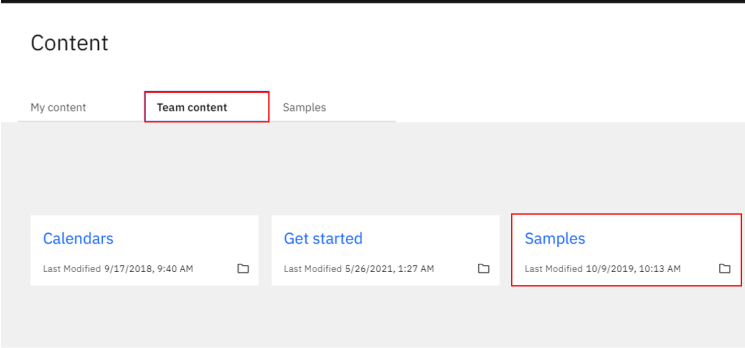 Content
My content Team content Samples
Calendars Get started Samples
Last Modified 9/17/2018, 9:40 AM Last Modified 5/26/2021, 1:27 AM Last Modified 10/9/2019, 10:13 AM